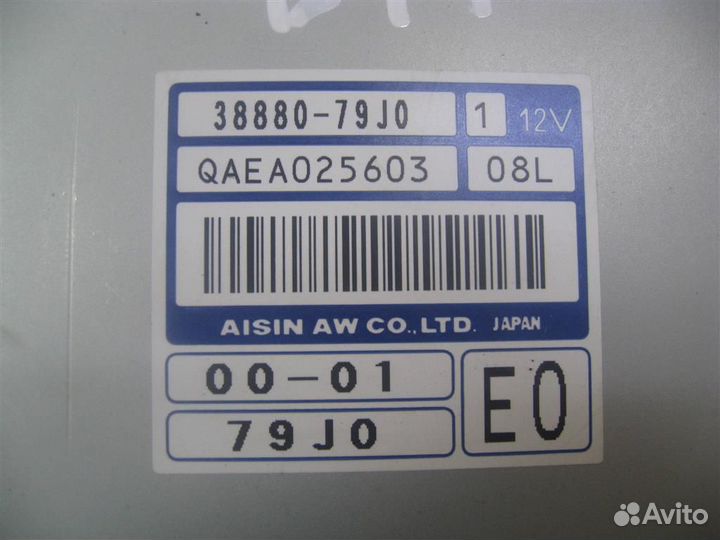 38880-79J0 1 12V
QAEA025603 08L
AISIN AW CO.,LTD. JAPAN
00-01
E0
79J0
Avito